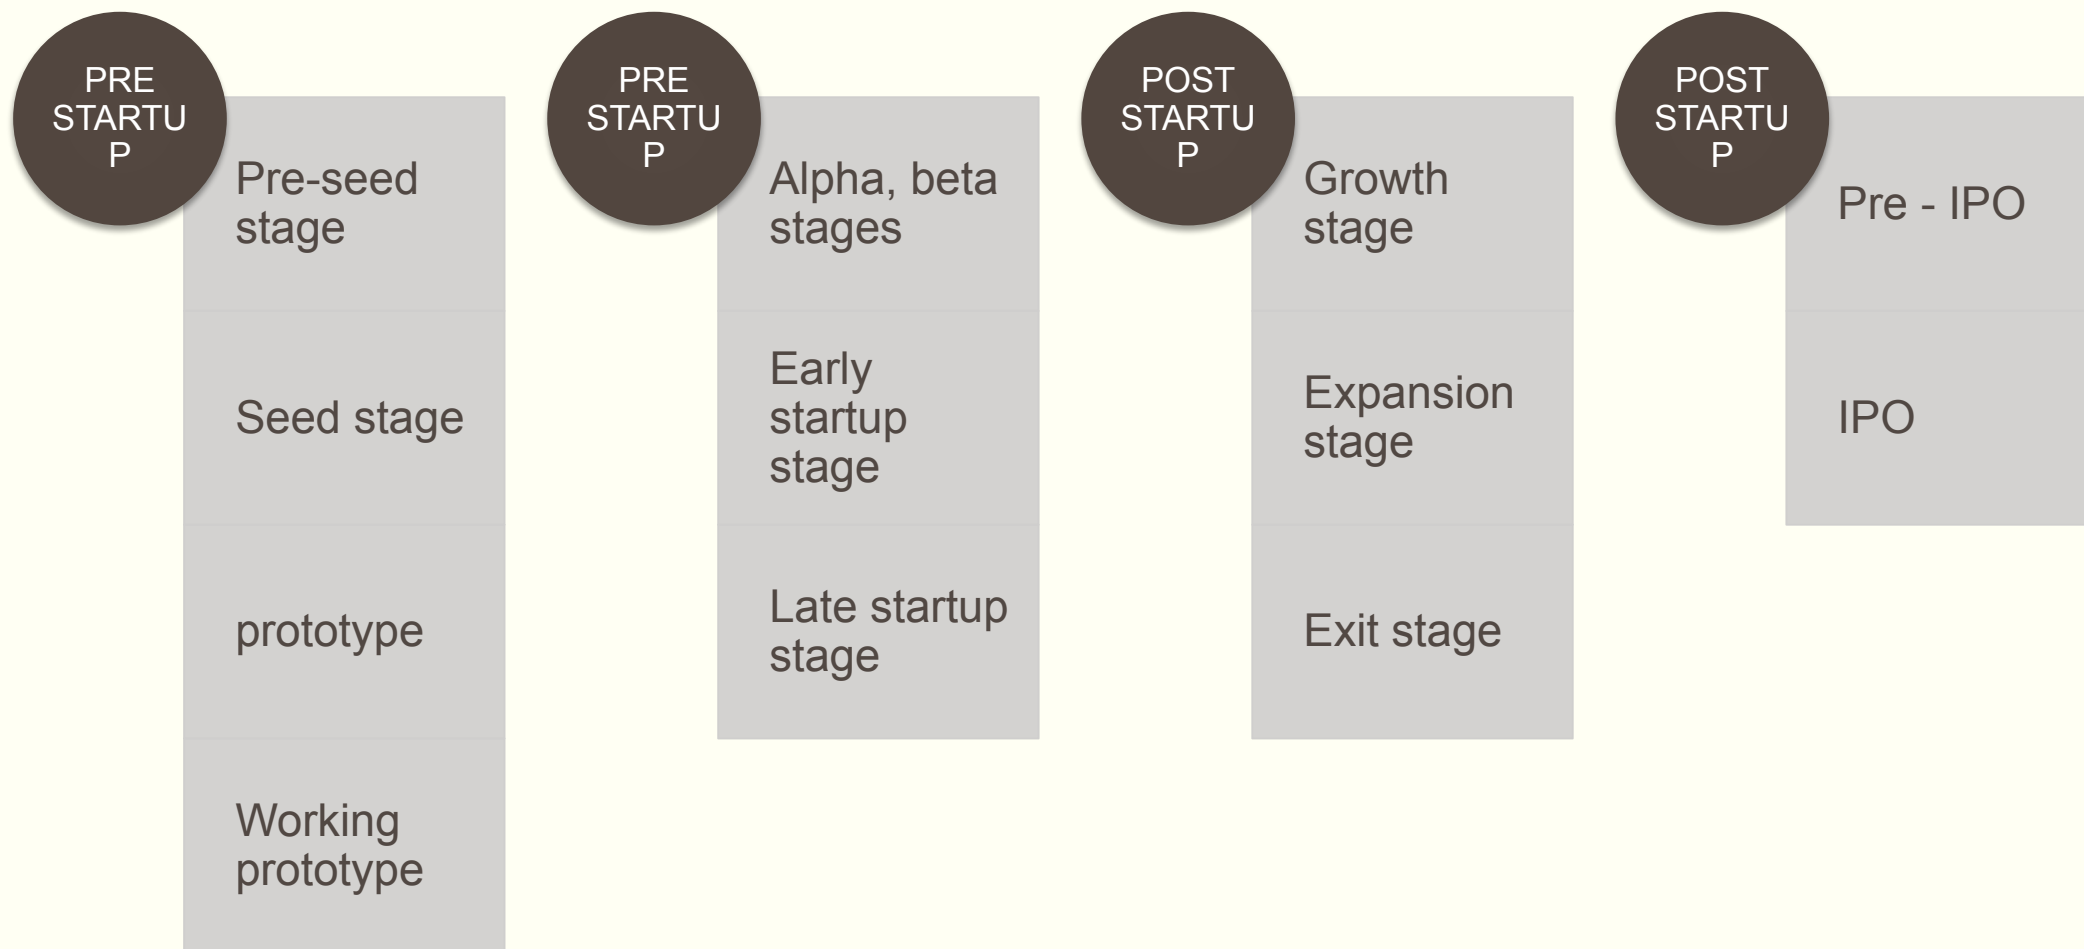 PRE
STARTU
P
Pre-seed
stage
Seed stage
prototype
Working
prototype
PRE
STARTU
P
Alpha, beta
stages
Early
startup
stage
Late startup
stage
POST
STARTU
P
Growth
stage
Expansion
stage
Exit stage
POST
STARTU
P
Pre - IPO
IPO